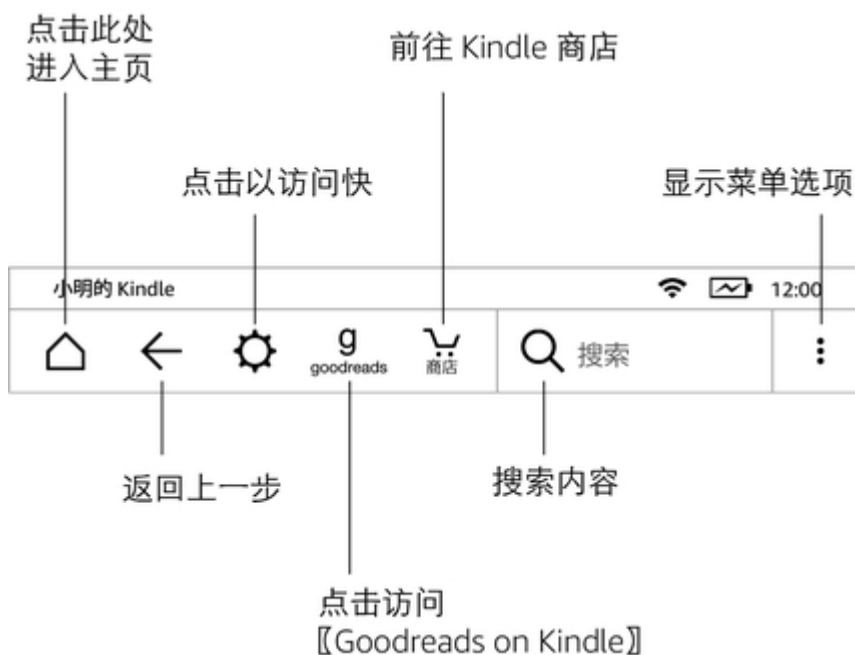 点击此处
进入主页
前往 Kindle 商店
点击以访问快
显示菜单选项
小明的 Kindle
12:00
g
goodreads
商店
搜索
返回上一步
搜索内容
点击访问
〖Goodreads on Kindle〗